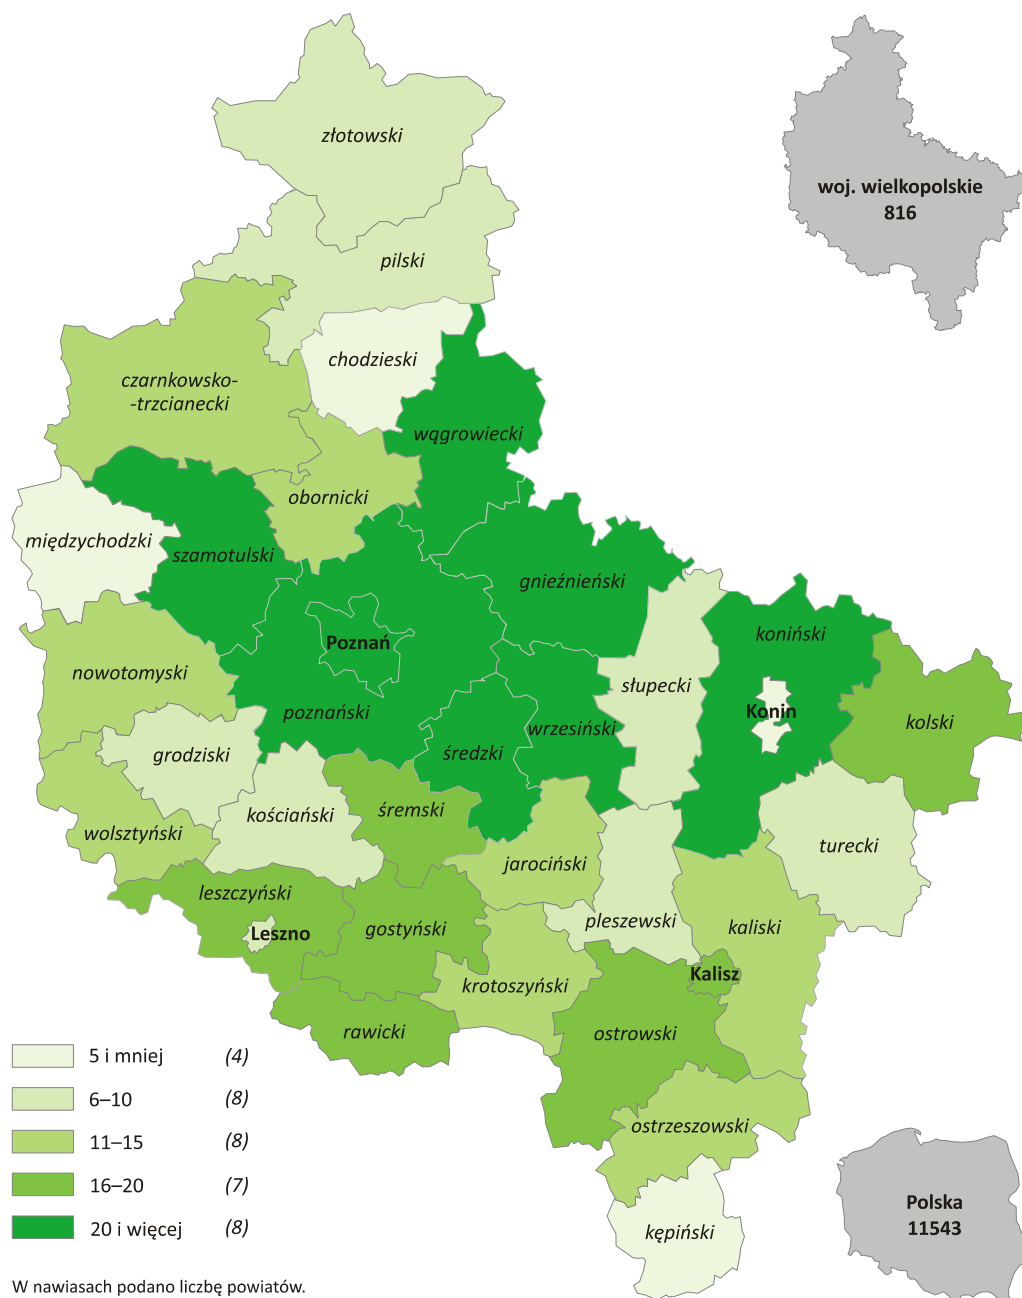 złotowski
woj. wielkopolskie
816
pilski
chodzieski
czarnkowsko-
-trzcianecki
wągrowiecki
obornicki
międzychodzki
szamotulski
gnieźnieński
koniński
Poznań
nowotomyski
słupecki
poznański
Konin
wrzesiński
kolski
grodziski
średzki
kościański
śremski
wolsztyński
turecki
jarociński
leszczyński
pleszewski
kaliski
gostyński
Leszno
Kalisz
krotoszyński
rawicki
ostrowski
5 i mniej (4)
6–10 (8)
11–15 (8)
16–20 (7)
20 i więcej (8)
ostrzeszowski
kępiński
Polska
11543
W nawiasach podano liczbę powiatów.